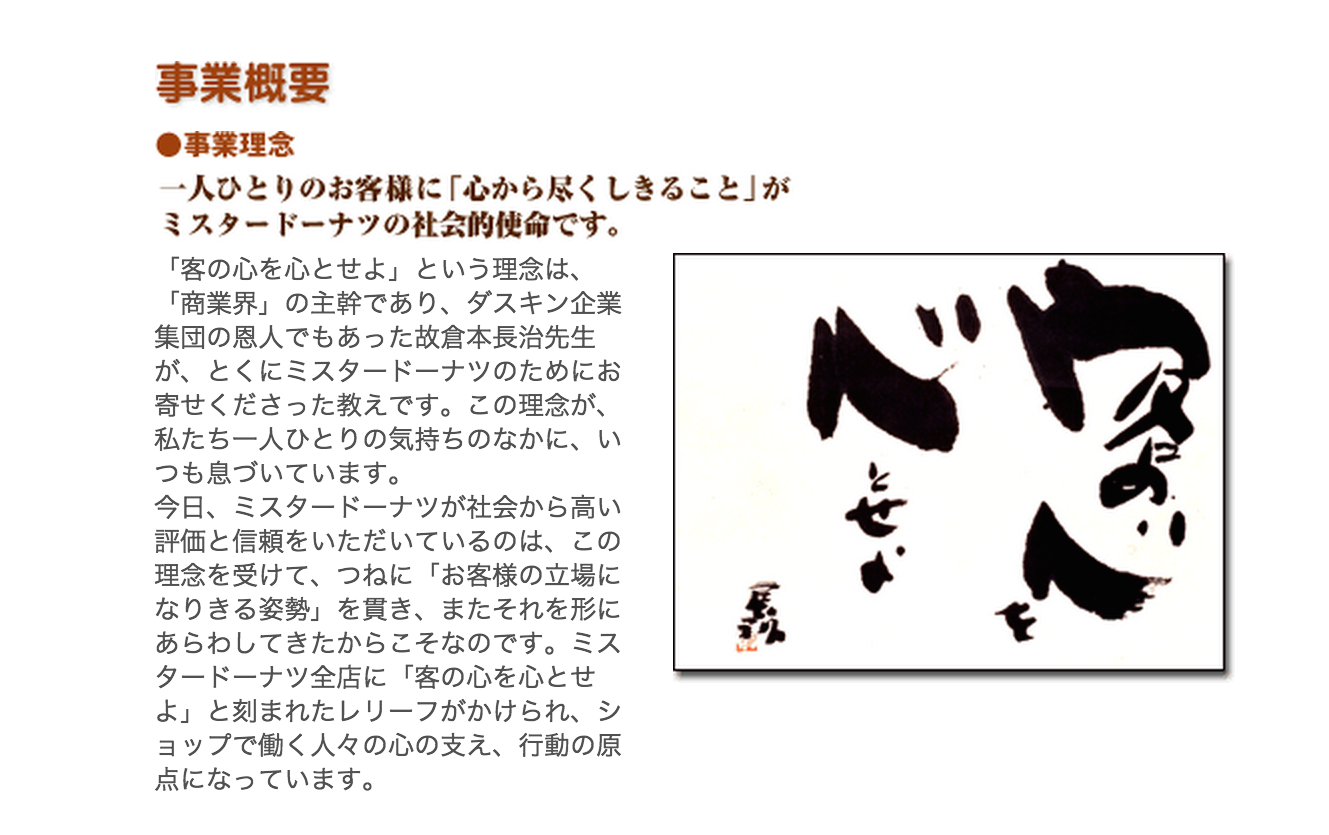 事業概要
●事業理念
一人ひとりのお客様に「心から尽くしきること」が
ミスタードーナツの社会的使命です。
「客の心を心とせよ」という理念は、
「商業界」の主幹であり、ダスキン企業
集団の恩人でもあった故倉本長治先生
が、とくにミスタードーナツのためにお
寄せくださった教えです。この理念が、
私たち一人ひとりの気持ちのなかに、い
つも息づいています。
今日、ミスタードーナツが社会から高い
評価と信頼をいただいているのは、この
理念を受けて、つねに「お客様の立場に
なりきる姿勢」を貫き、またそれを形に
あらわしてきたからこそなのです。ミス
タードーナツ全店に「客の心を心とせ
よ」と刻まれたレリーフがかけられ、シ
ョップで働く人々の心の支え、行動の原
点になっています。
客の
心
を
心
とせよ